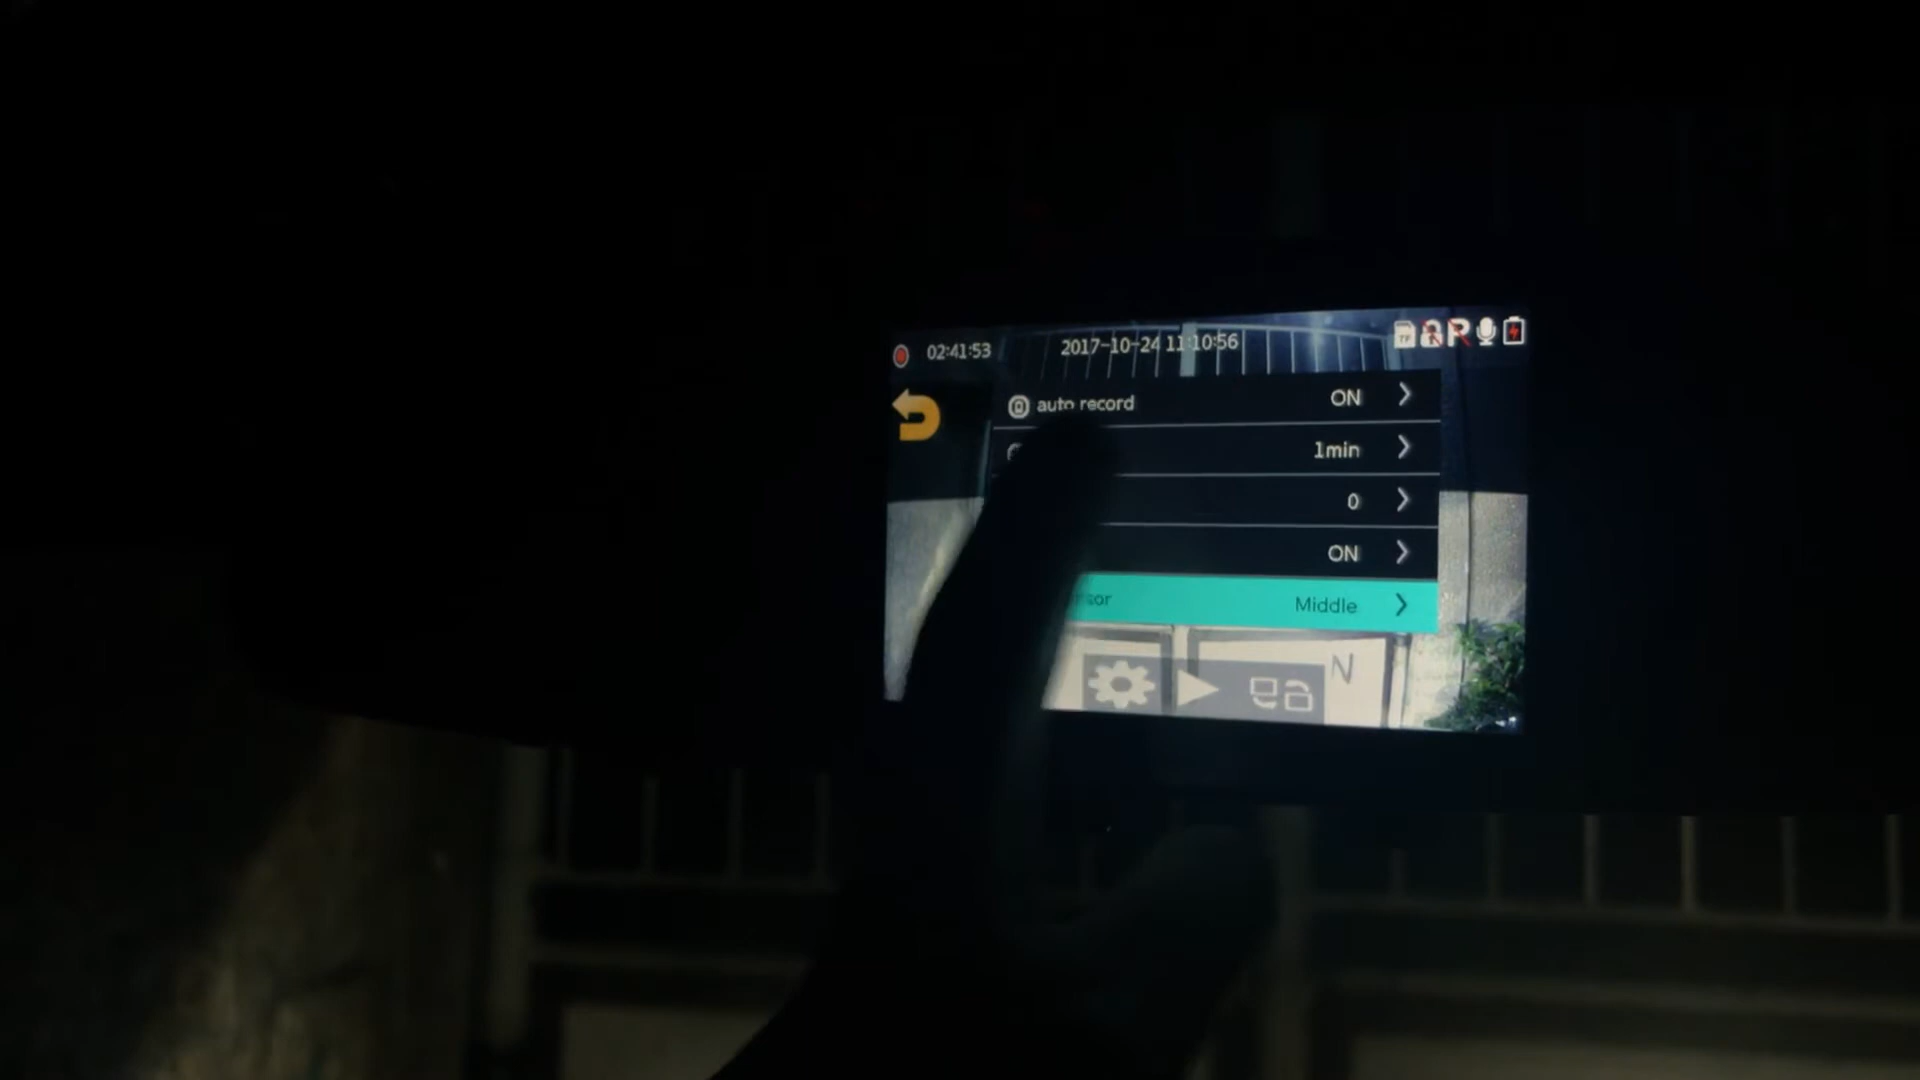 02:41:53 2017-10-24 11:10:56
auto record ON
1min
0
ON
Middle
N